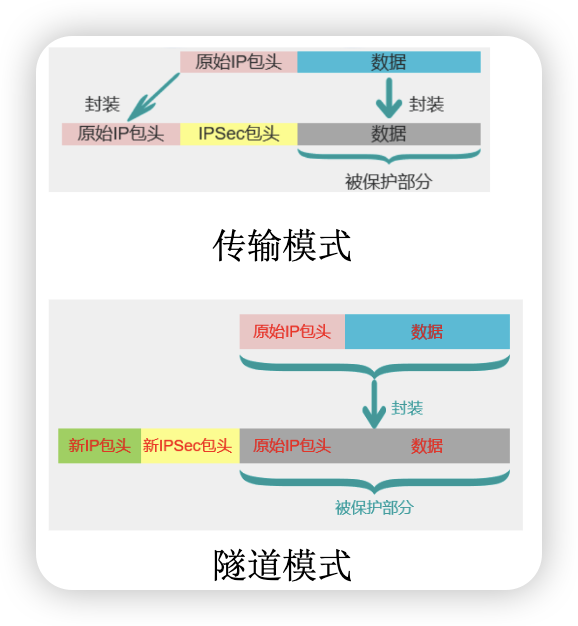 原始IP包头 数据
封装 封装
原始IP包头 IPSec包头 数据
被保护部分
传输模式
原始IP包头 数据
封装
新IP包头 新IPSec包头 原始IP包头 数据
被保护部分
隧道模式